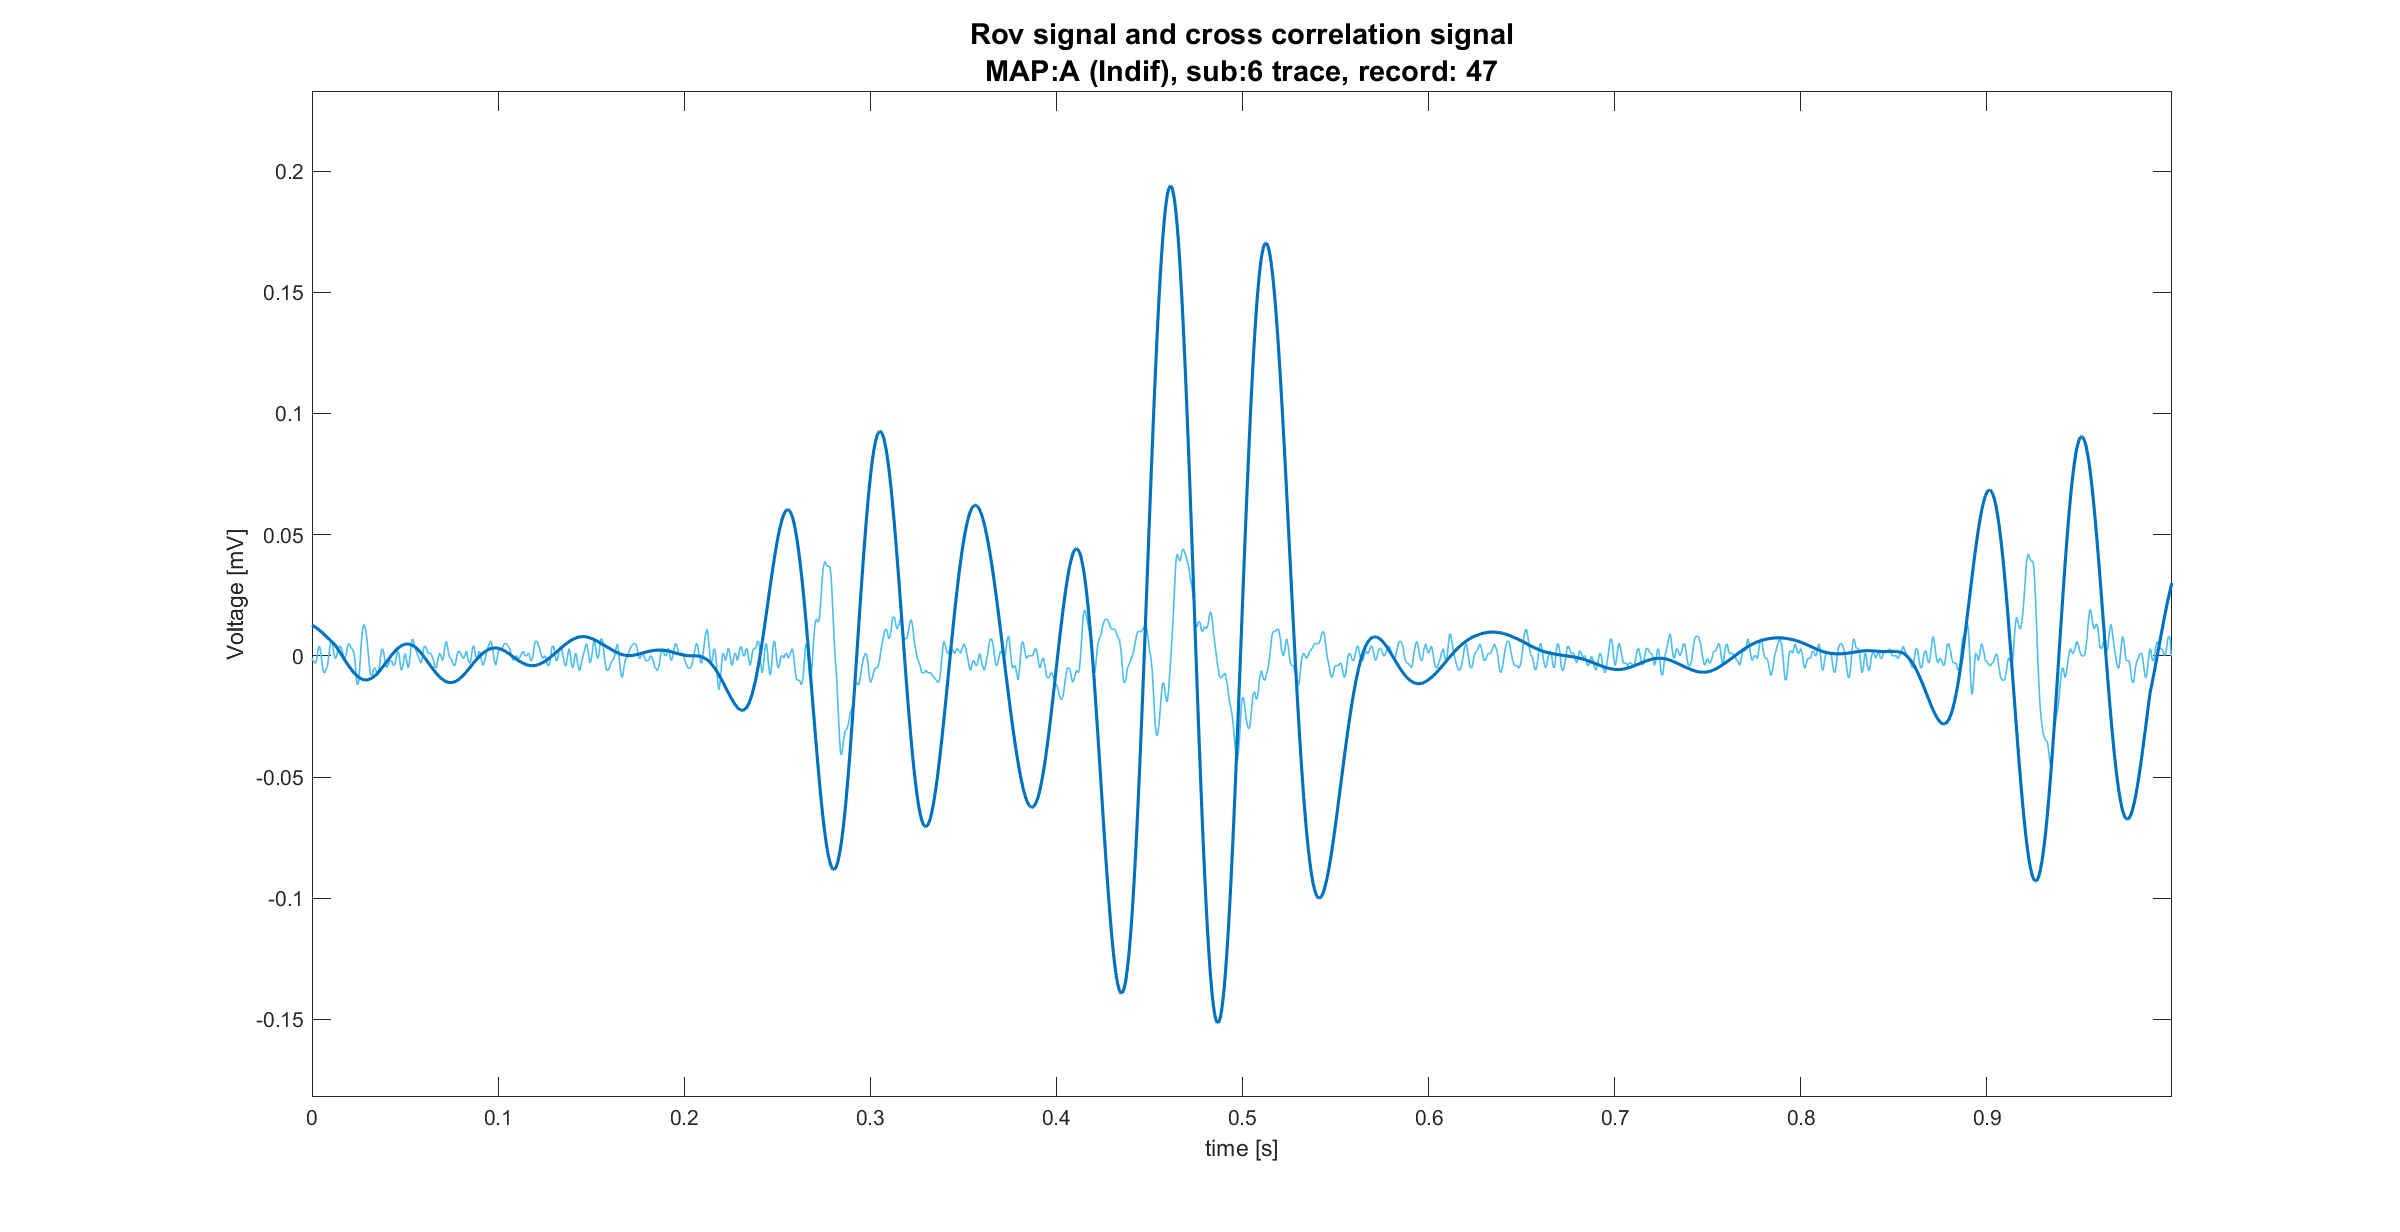 Rov signal and cross correlation signal
MAP:A (Indif), sub:6 trace, record: 47
Voltage [mV]
0.2
0.15
0.1
0.05
0
-0.05
-0.1
-0.15
0 0.1 0.2 0.3 0.4 0.5 0.6 0.7 0.8 0.9
time [s]